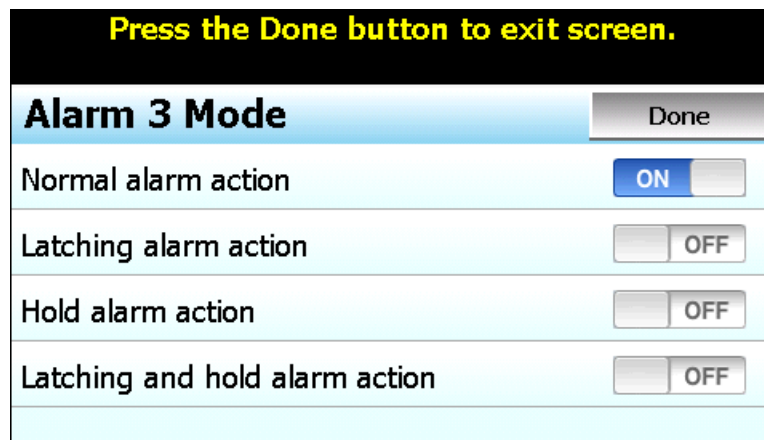 Press the Done button to exit screen.
Alarm 3 Mode
Done
Normal alarm action
ON
Latching alarm action
OFF
Hold alarm action
OFF
Latching and hold alarm action
OFF